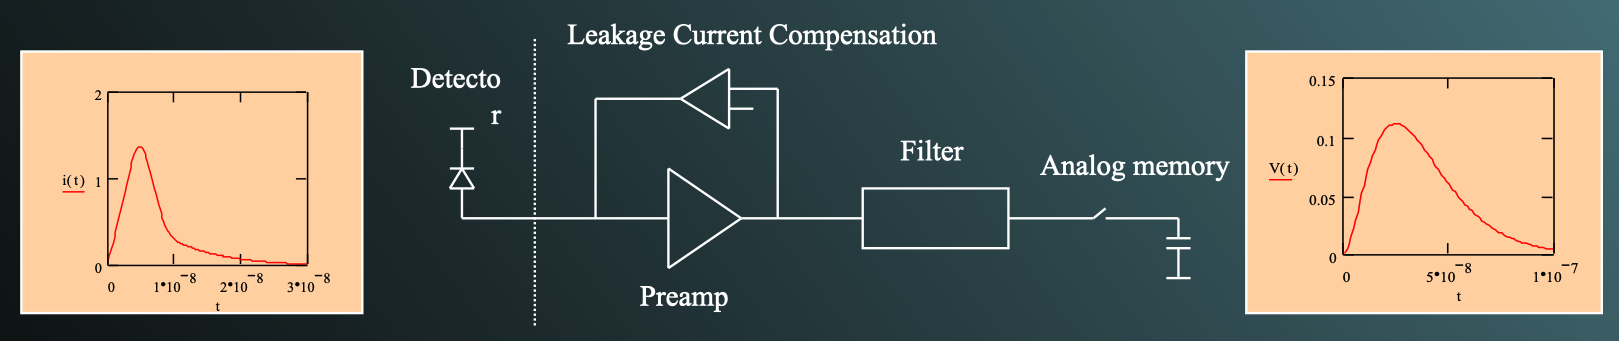 Leakage Current Compensation
Detecto
r
Filter
Analog memory
Preamp
2
i(t) 1
0
0 1•10⁻⁸ 2•10⁻⁸ 3•10⁻⁸
t
0.15
0.1
V(t)
0.05
0
0 5•10⁻⁸ 1•10⁻⁷
t